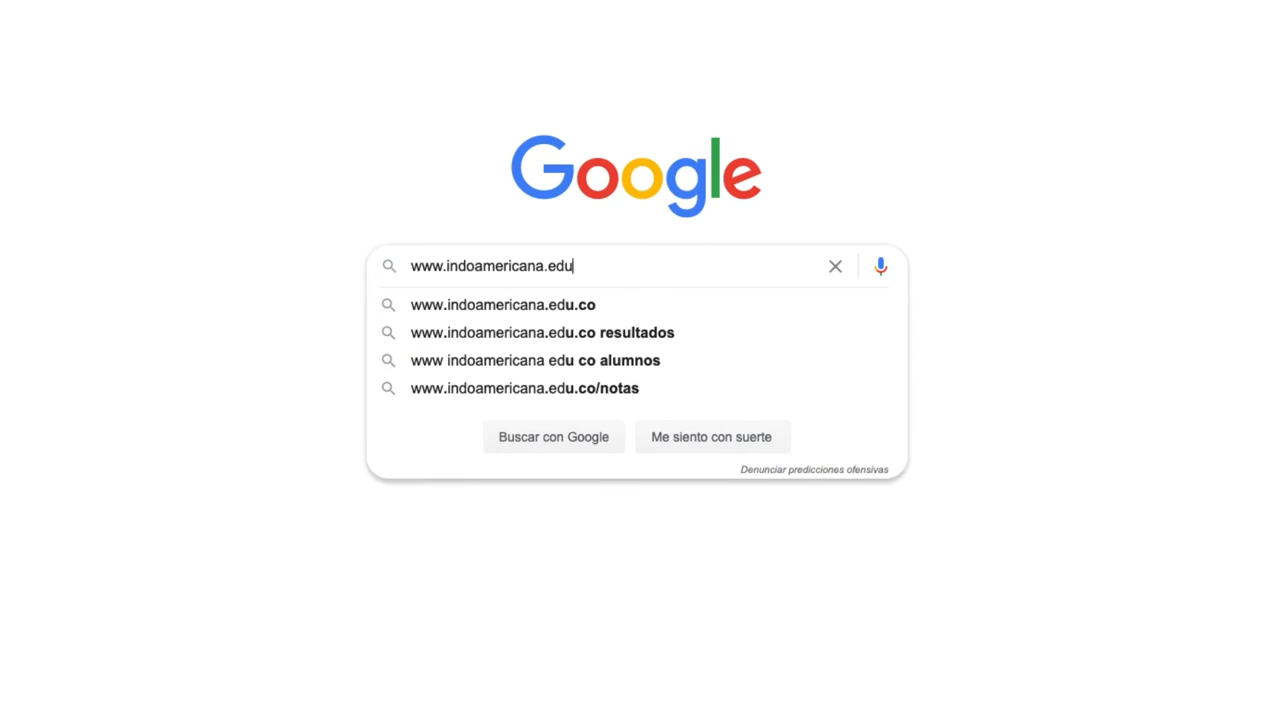 Google
www.indoamericana.edu
www.indoamericana.edu.co
www.indoamericana.edu.co resultados
www indoamericana edu co alumnos
www.indoamericana.edu.co/notas
Buscar con Google
Me siento con suerte
Denunciar predicciones ofensivas